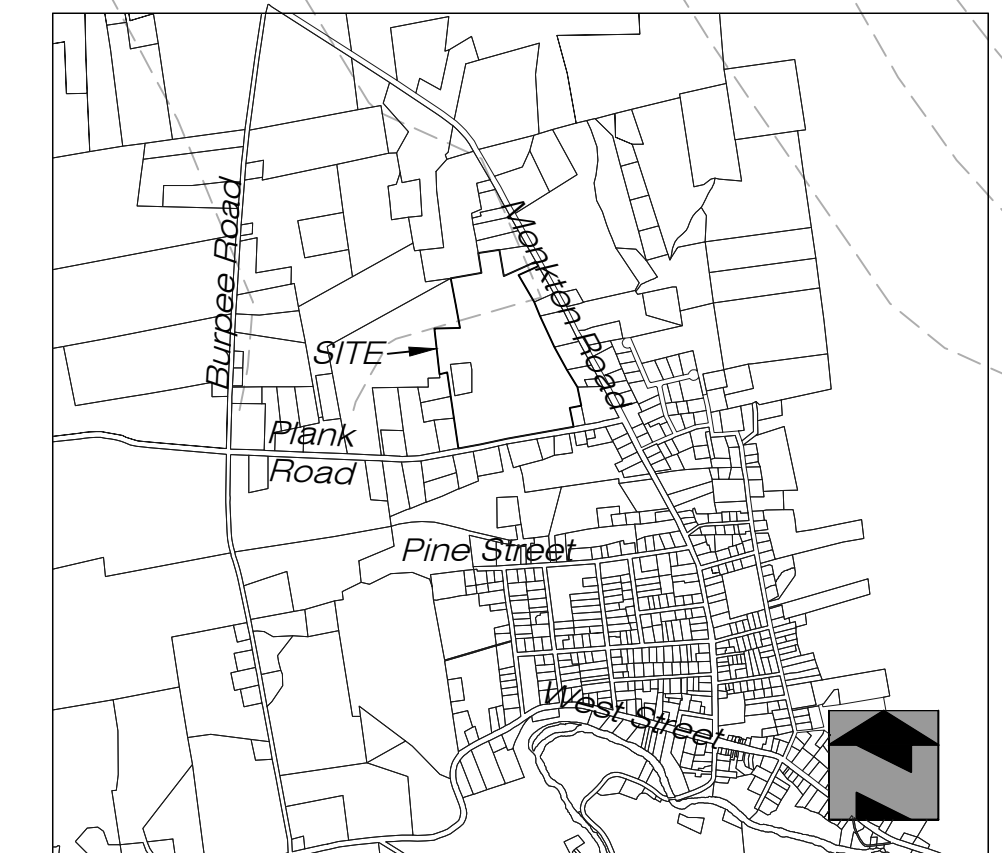 Burpee Road
Monkton Road
SITE
Plank
Road
Pine Street
West Street